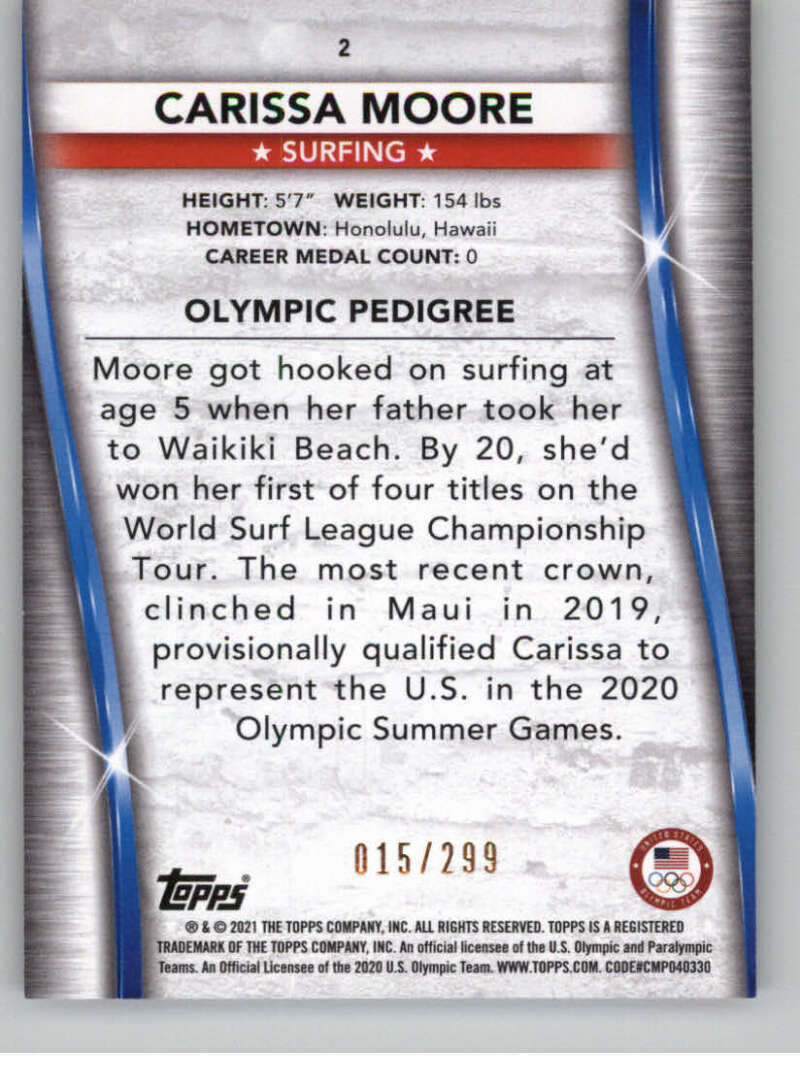 2
CARISSA MOORE
★ SURFING ★
HEIGHT: 5'7" WEIGHT: 154 lbs
HOMETOWN: Honolulu, Hawaii
CAREER MEDAL COUNT: 0
OLYMPIC PEDIGREE
Moore got hooked on surfing at
age 5 when her father took her
to Waikiki Beach. By 20, she'd
won her first of four titles on the
World Surf League Championship
Tour. The most recent crown,
clinched in Maui in 2019,
provisionally qualified Carissa to
represent the U.S. in the 2020
Olympic Summer Games.
015/299
topps®
UNITED STATES
OLYMPIC TEAM
® & © 2021 THE TOPPS COMPANY, INC. ALL RIGHTS RESERVED. TOPPS IS A REGISTERED
TRADEMARK OF THE TOPPS COMPANY, INC. An official licensee of the U.S. Olympic and Paralympic
Teams. An Official Licensee of the 2020 U.S. Olympic Team. WWW.TOPPS.COM. CODE#CMP040330